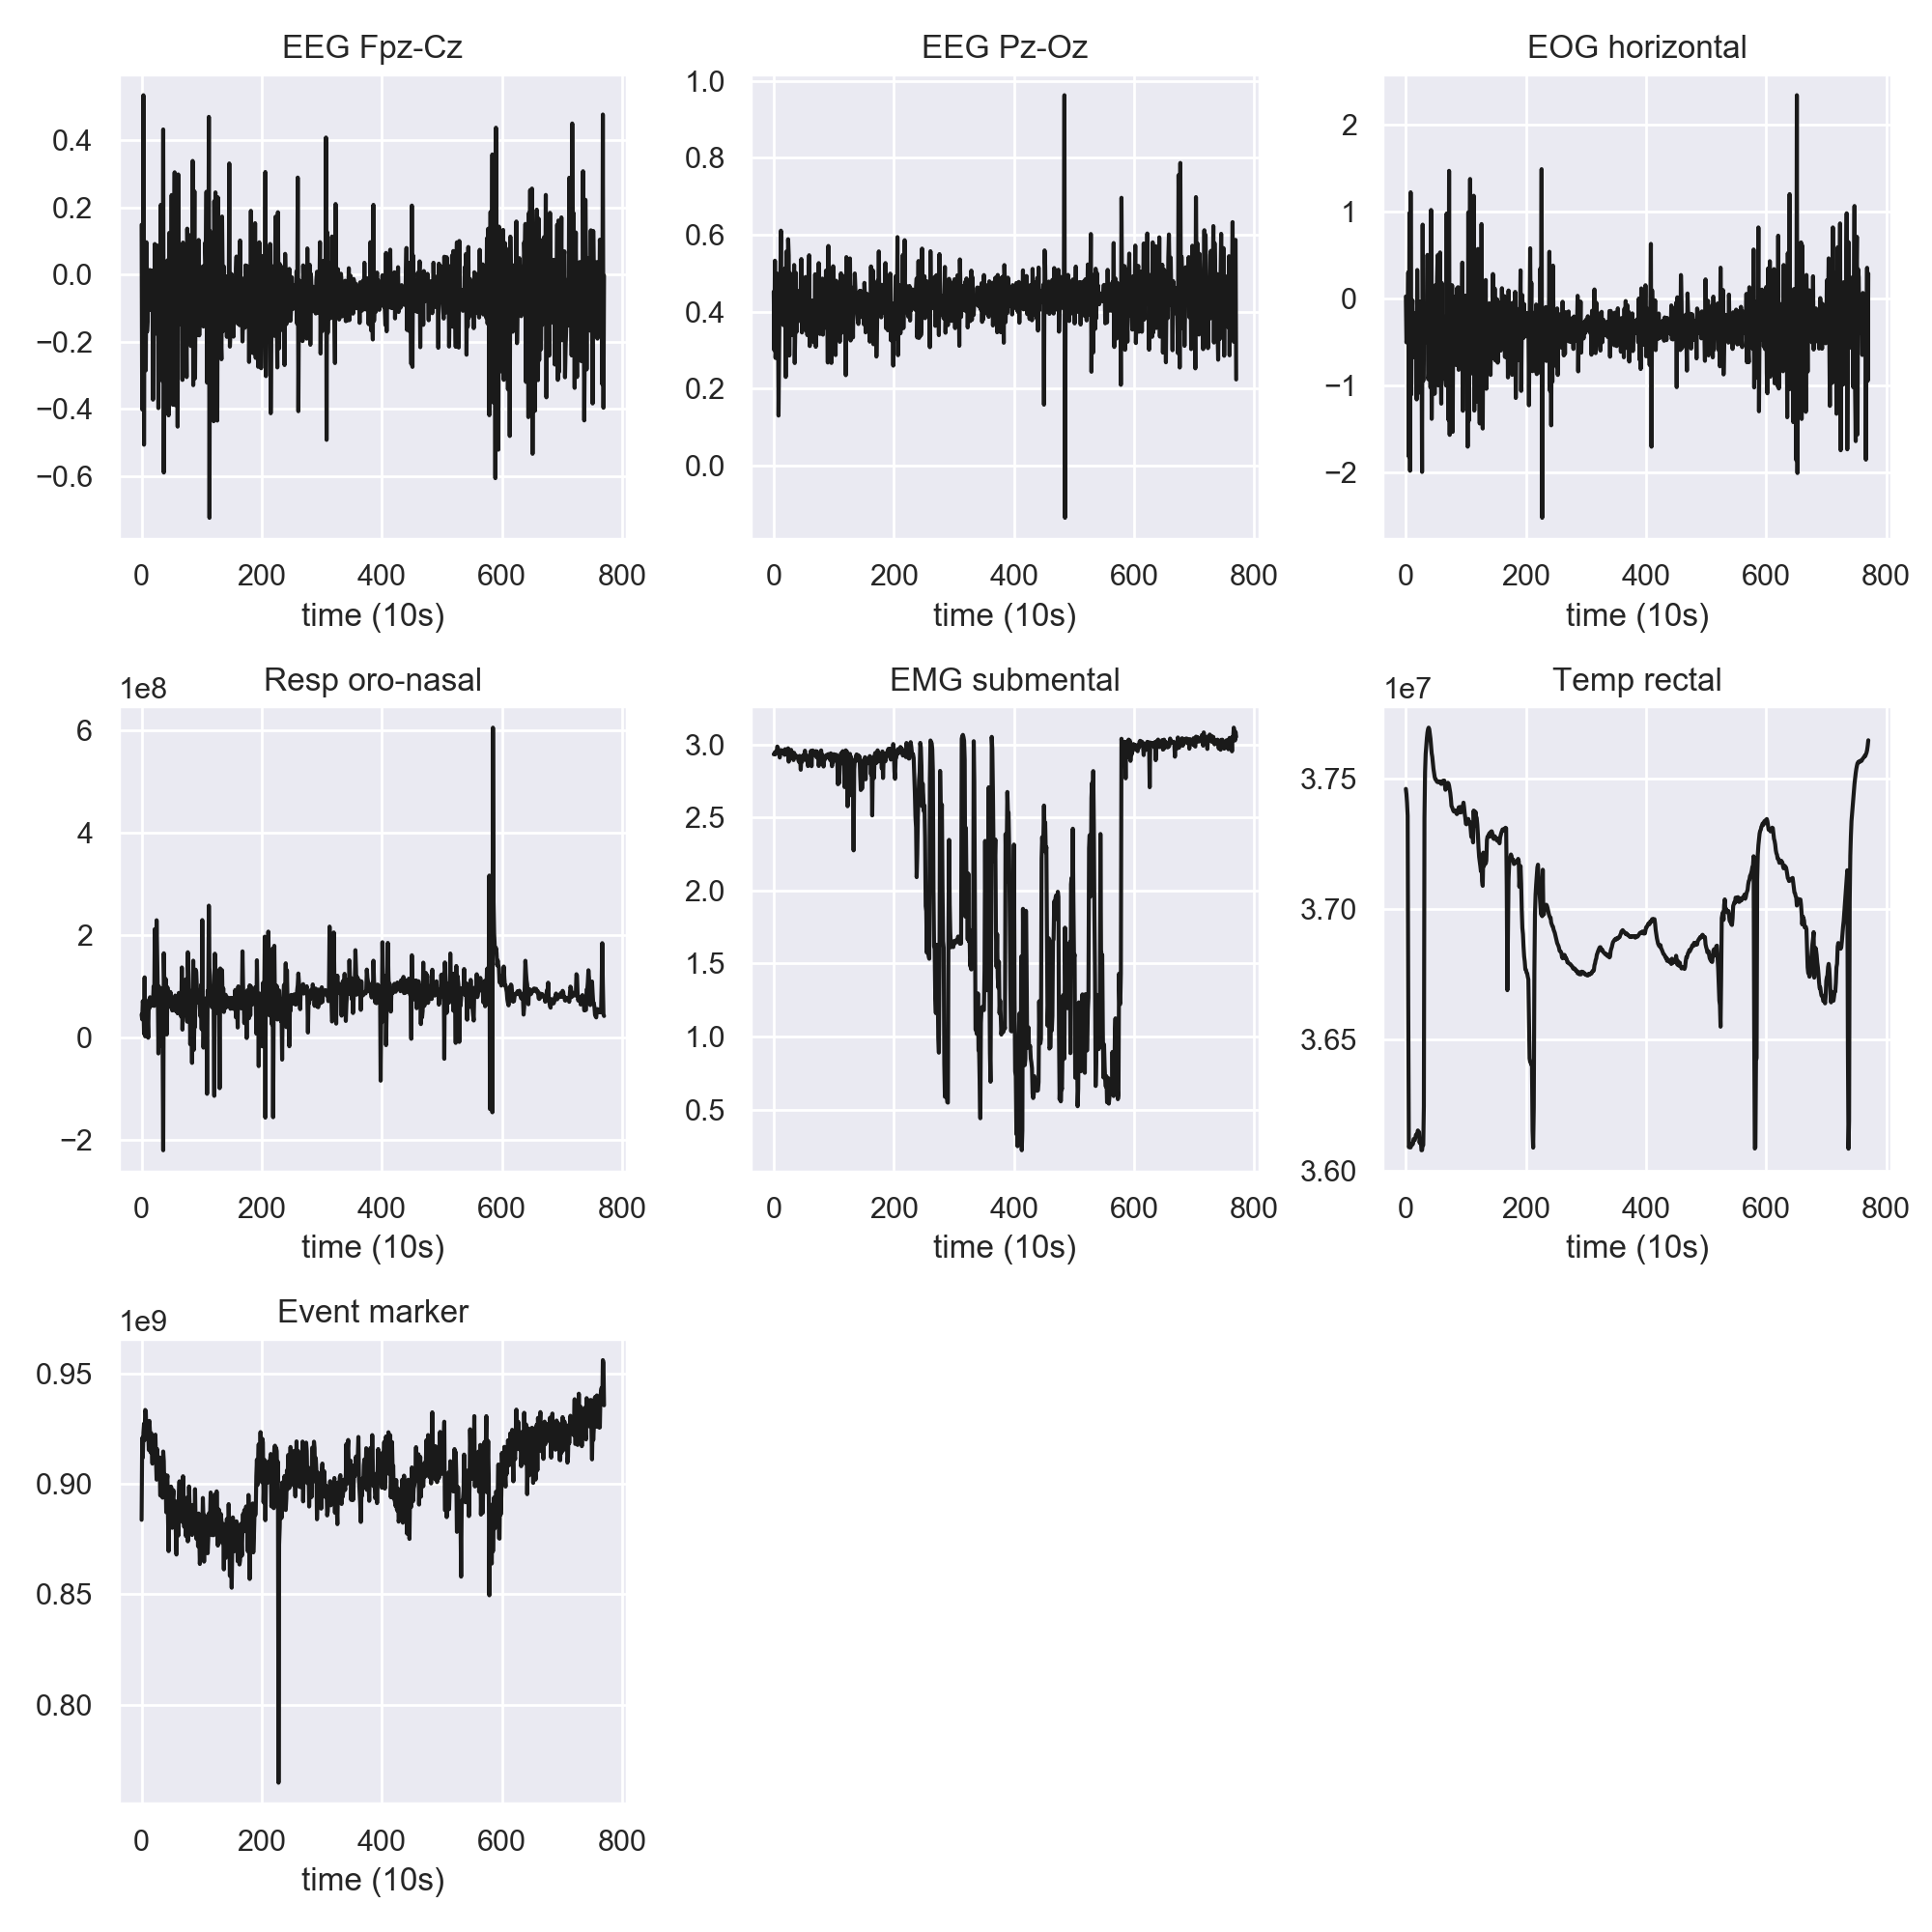 EEG Fpz-Cz
0.4
0.2
0.0
−0.2
−0.4
−0.6
0 200 400 600 800
time (10s)
EEG Pz-Oz
1.0
0.8
0.6
0.4
0.2
0.0
0 200 400 600 800
time (10s)
EOG horizontal
2
1
0
−1
−2
0 200 400 600 800
time (10s)
1e8
Resp oro-nasal
6
4
2
0
−2
0 200 400 600 800
time (10s)
EMG submental
3.0
2.5
2.0
1.5
1.0
0.5
0 200 400 600 800
time (10s)
1e7
Temp rectal
3.75
3.70
3.65
3.60
0 200 400 600 800
time (10s)
1e9
Event marker
0.95
0.90
0.85
0.80
0 200 400 600 800
time (10s)